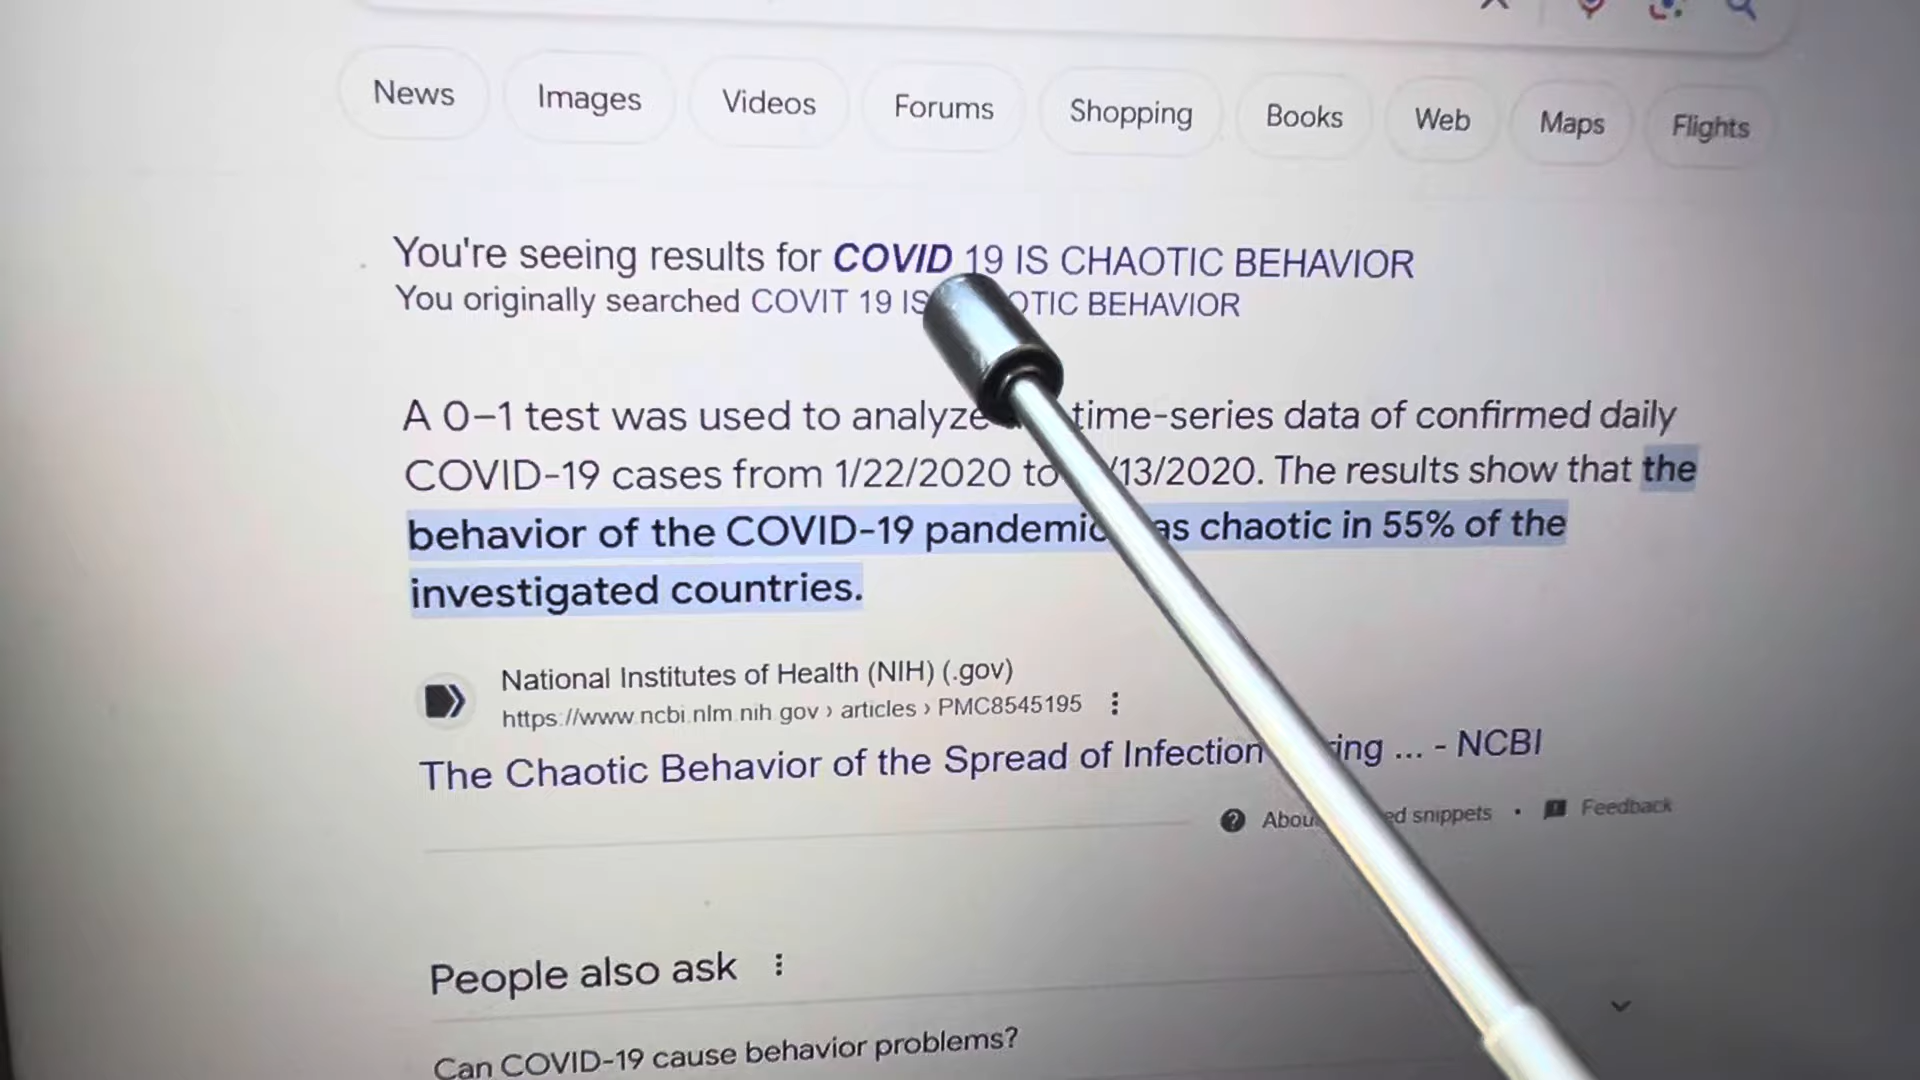 News Images Videos Forums Shopping Books Web Maps Flights
You're seeing results for COVID 19 IS CHAOTIC BEHAVIOR
You originally searched COVIT 19 IS OTIC BEHAVIOR
A 0–1 test was used to analyze time-series data of confirmed daily
COVID-19 cases from 1/22/2020 to /13/2020. The results show that the
behavior of the COVID-19 pandemic as chaotic in 55% of the
investigated countries.
National Institutes of Health (NIH) (.gov)
https://www.ncbi.nlm.nih.gov › articles › PMC8545195
The Chaotic Behavior of the Spread of Infection ring ... - NCBI
Abou ed snippets • Feedback
People also ask
Can COVID-19 cause behavior problems?